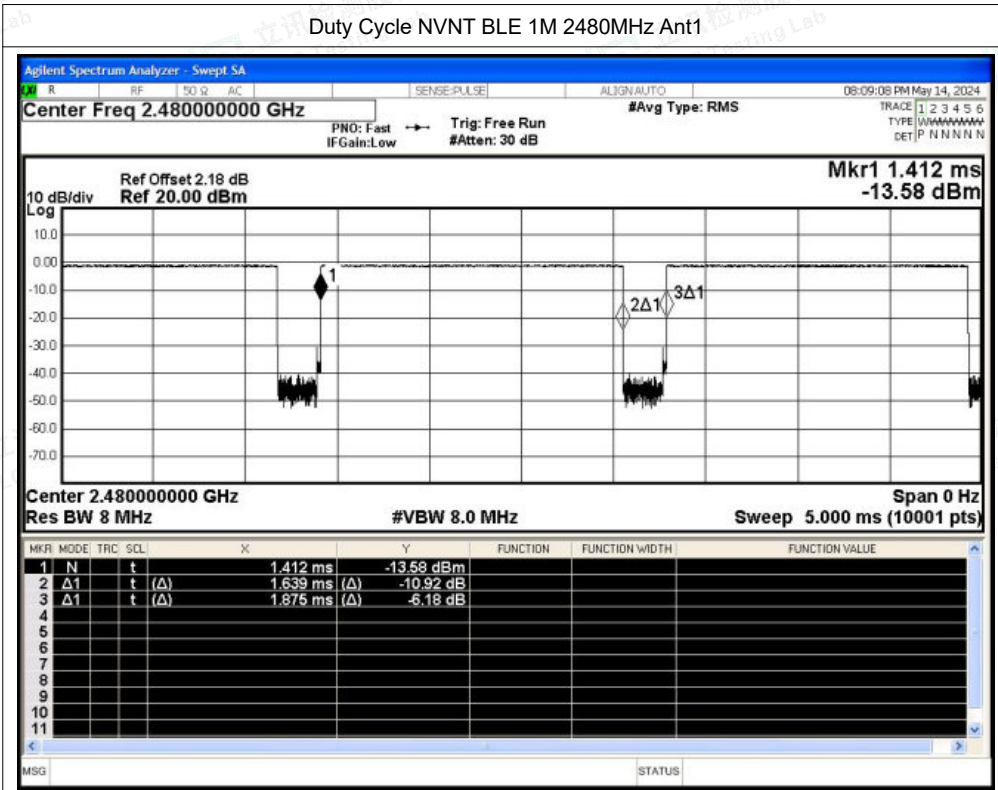 Duty Cycle NVNT BLE 1M 2480MHz Ant1
Agilent Spectrum Analyzer - Swept SA
LXI R RF 50 Ω AC SENSE:PULSE ALIGN AUTO 08:09:08 PM May 14, 2024
Center Freq 2.480000000 GHz #Avg Type: RMS TRACE 1 2 3 4 5 6
PNO: Fast Trig: Free Run TYPE WWWWWW
IFGain:Low #Atten: 30 dB DET P N N N N N
Mkr1 1.412 ms
-13.58 dBm
Ref Offset 2.18 dB
10 dB/div Ref 20.00 dBm
Log
10.0
0.00
1
-10.0
3Δ1
2Δ1
-20.0
-30.0
-40.0
-50.0
-60.0
-70.0
Center 2.480000000 GHz Span 0 Hz
Res BW 8 MHz #VBW 8.0 MHz Sweep 5.000 ms (10001 pts)
MKR MODE TRC SCL X Y FUNCTION FUNCTION WIDTH FUNCTION VALUE
1 N t 1.412 ms -13.58 dBm
2 Δ1 t (Δ) 1.639 ms (Δ) -10.92 dB
3 Δ1 t (Δ) 1.875 ms (Δ) -6.18 dB
4
5
6
7
8
9
10
11
MSG STATUS